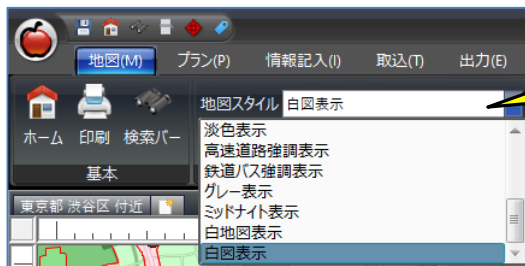 地図(M) プラン(P) 情報記入(I) 取込(T) 出力(E)
地図スタイル 白図表示
ホーム 印刷 検索バー
基本
淡色表示
高速道路強調表示
鉄道バス強調表示
グレー表示
ミッドナイト表示
白地図表示
白図表示
東京都 渋谷区 付近